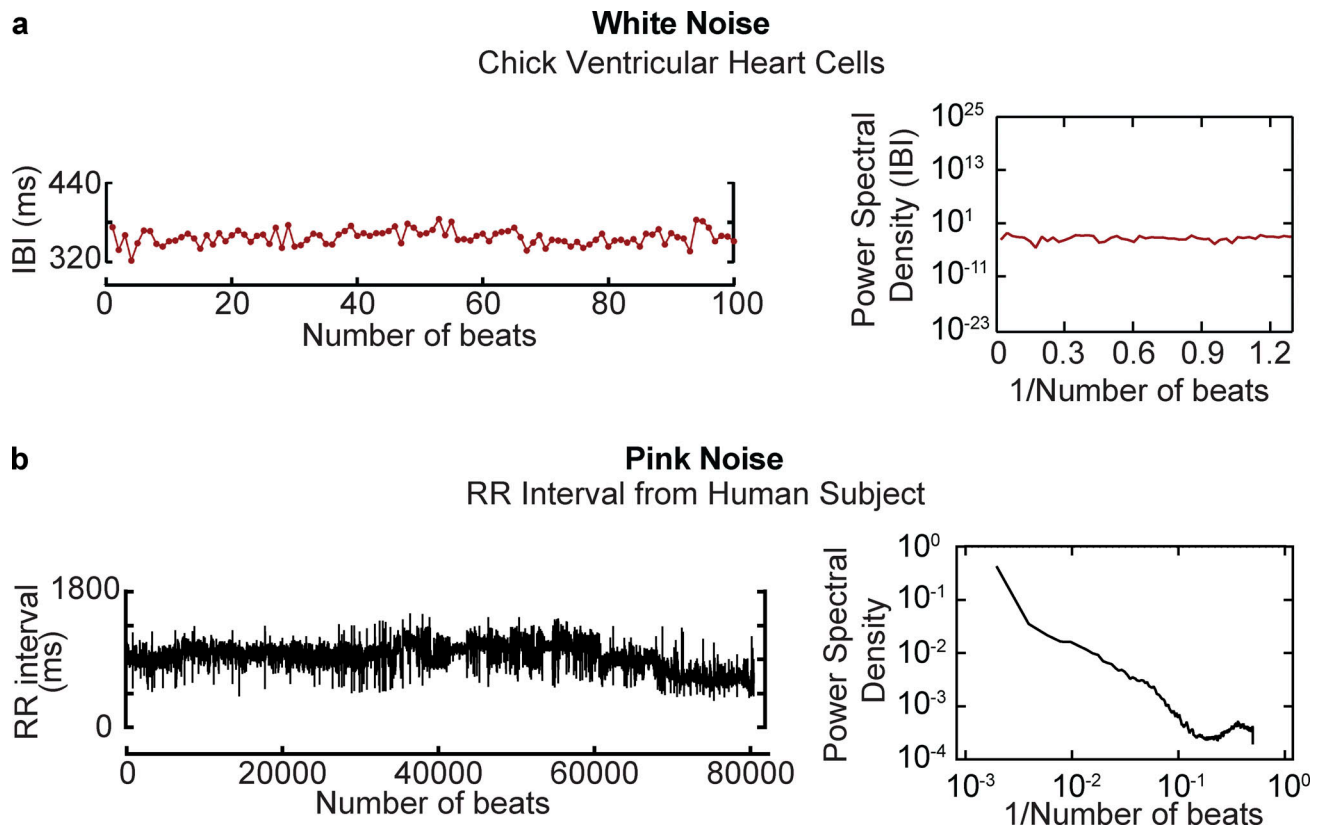 a
White Noise
Chick Ventricular Heart Cells
IBI (ms)
440
320
0 20 40 60 80 100
Number of beats
Power Spectral
Density (IBI)
10^25
10^13
10^1
10^-11
10^-23
0 0.3 0.6 0.9 1.2
1/Number of beats
b
Pink Noise
RR Interval from Human Subject
RR interval
(ms)
1800
0
0 20000 40000 60000 80000
Number of beats
Power Spectral
Density
10^0
10^-1
10^-2
10^-3
10^-4
10^-3 10^-2 10^-1 10^0
1/Number of beats